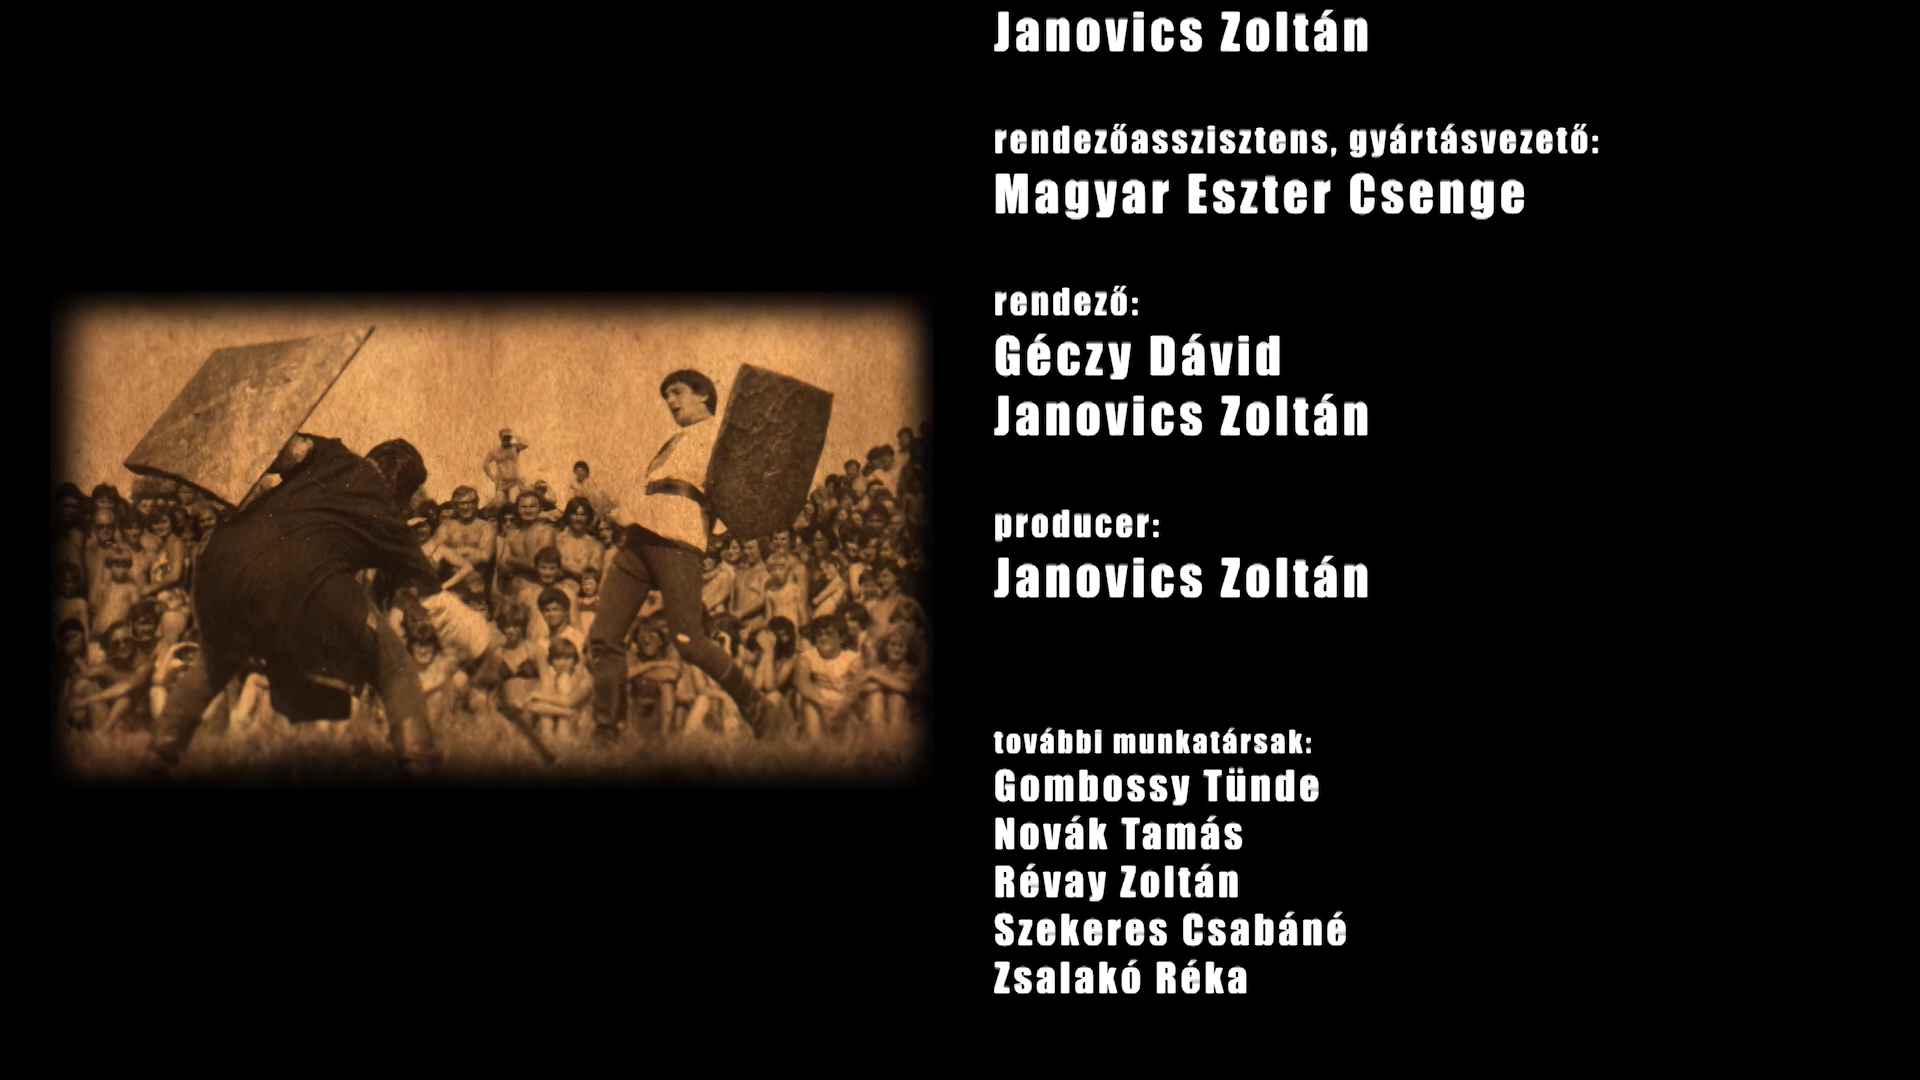 Janovics Zoltán
rendezőasszisztens, gyártásvezető:
Magyar Eszter Csenge
rendező:
Géczy Dávid
Janovics Zoltán
producer:
Janovics Zoltán
további munkatársak:
Gombossy Tünde
Novák Tamás
Révay Zoltán
Szekeres Csabáné
Zsalakó Réka